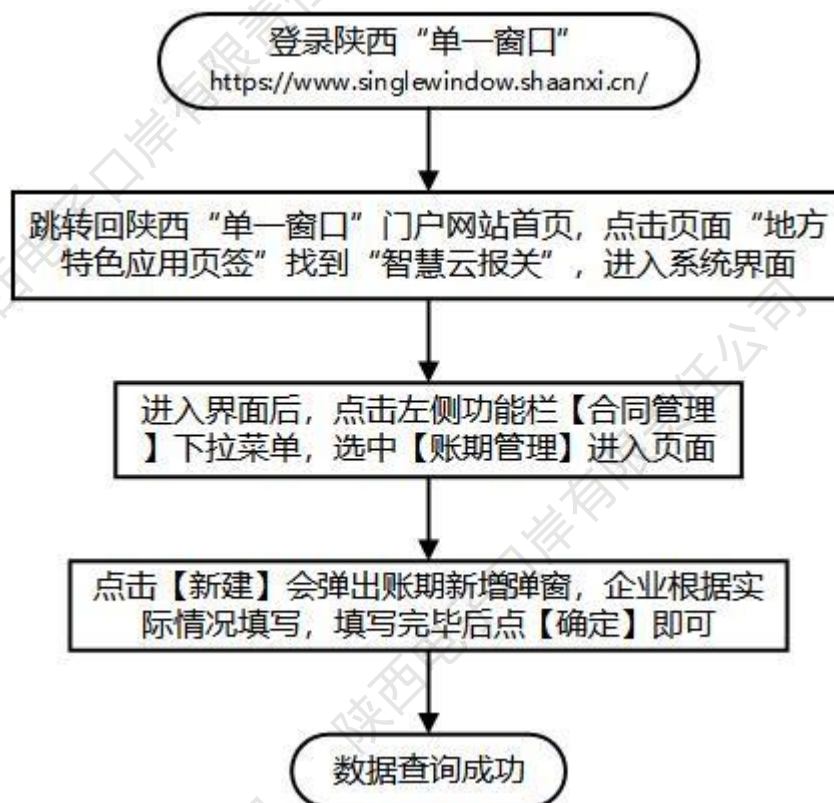 登录陕西“单一窗口”
https://www.singlewindow.shaanxi.cn/
跳转回陕西“单一窗口”门户网站首页，点击页面“地方
特色应用页签”找到“智慧云报关”，进入系统界面
进入界面后，点击左侧功能栏【合同管理
】下拉菜单，选中【账期管理】进入页面
点击【新建】会弹出账期新增弹窗，企业根据实
际情况填写，填写完毕后点【确定】即可
数据查询成功